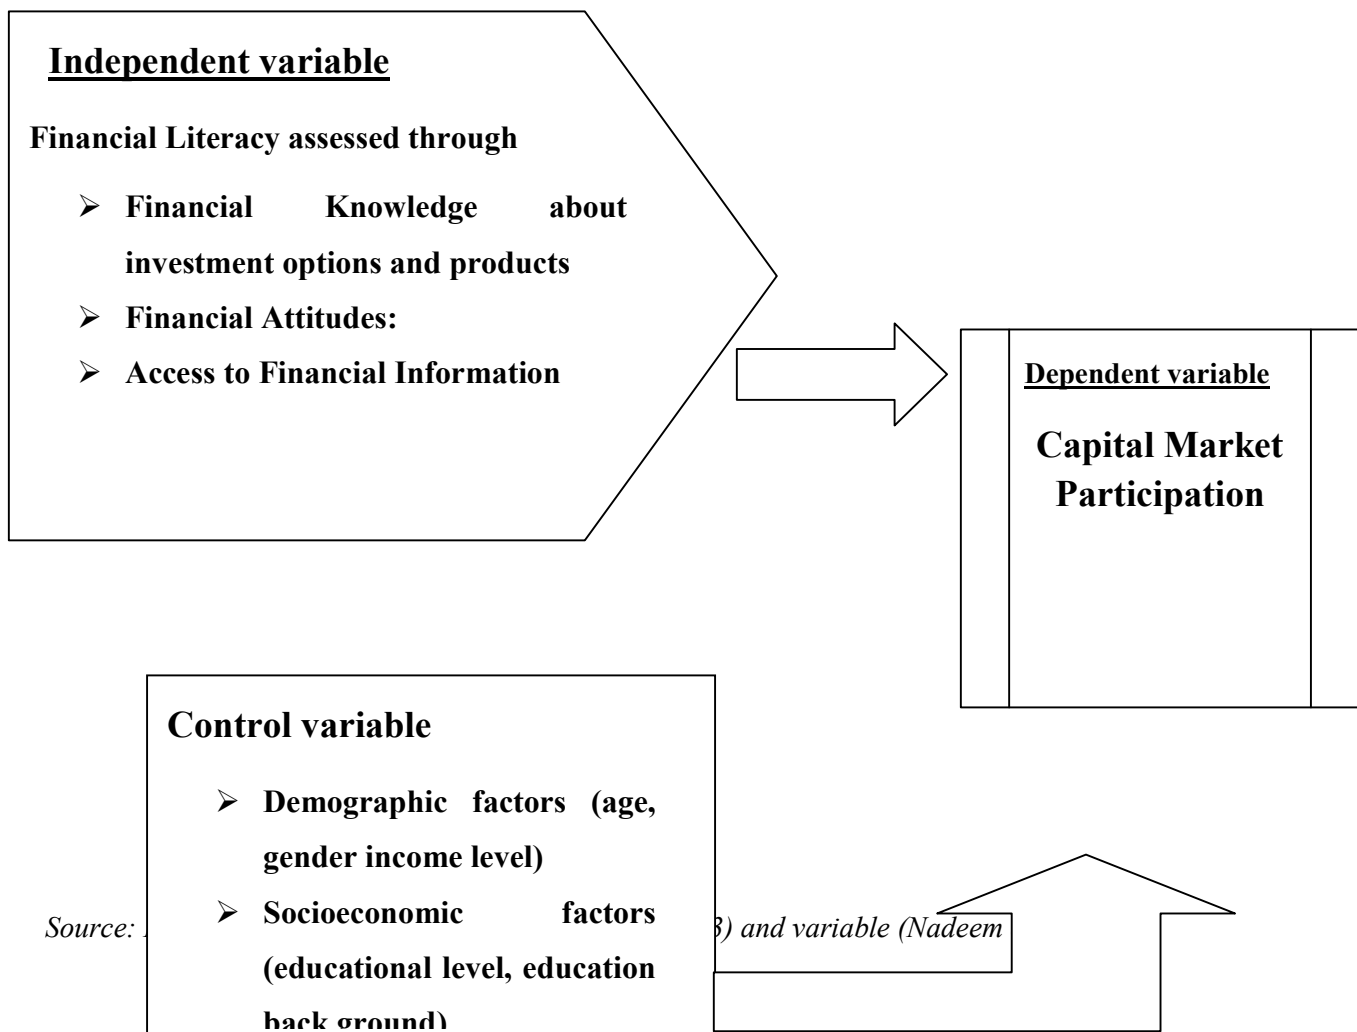 Independent variable
Financial Literacy assessed through
➢ Financial Knowledge about
investment options and products
➢ Financial Attitudes:
➢ Access to Financial Information
Dependent variable
Capital Market
Participation
Control variable
➢ Demographic factors (age,
gender income level)
➢ Socioeconomic factors
(educational level, education
back ground)
Source: ) and variable (Nadeem